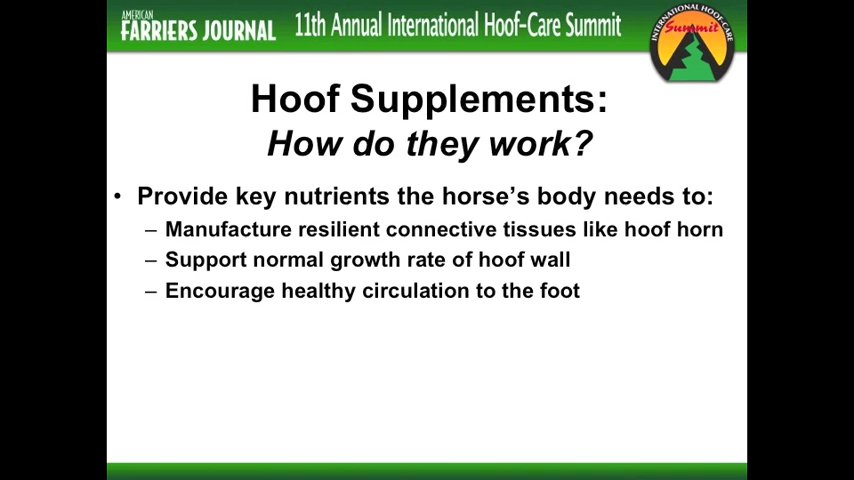 AMERICAN
FARRIERS JOURNAL
11th Annual International Hoof-Care Summit
INTERNATIONAL HOOF-CARE
Summit
Hoof Supplements:
How do they work?
• Provide key nutrients the horse's body needs to:
– Manufacture resilient connective tissues like hoof horn
– Support normal growth rate of hoof wall
– Encourage healthy circulation to the foot